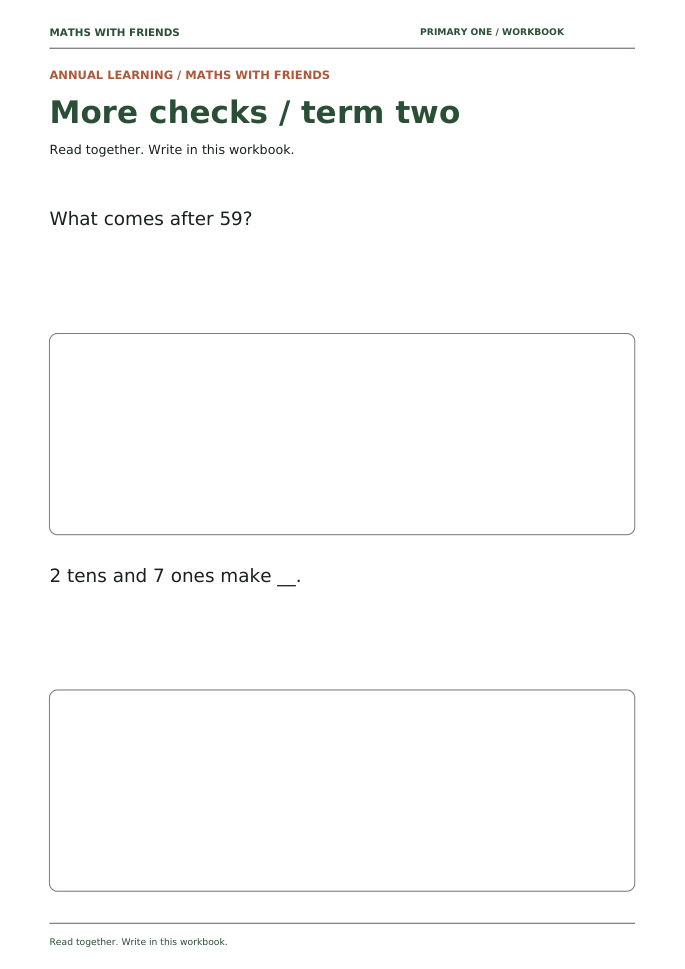 MATHS WITH FRIENDS
PRIMARY ONE / WORKBOOK
ANNUAL LEARNING / MATHS WITH FRIENDS
More checks / term two
Read together. Write in this workbook.
What comes after 59?
2 tens and 7 ones make __.
Read together. Write in this workbook.